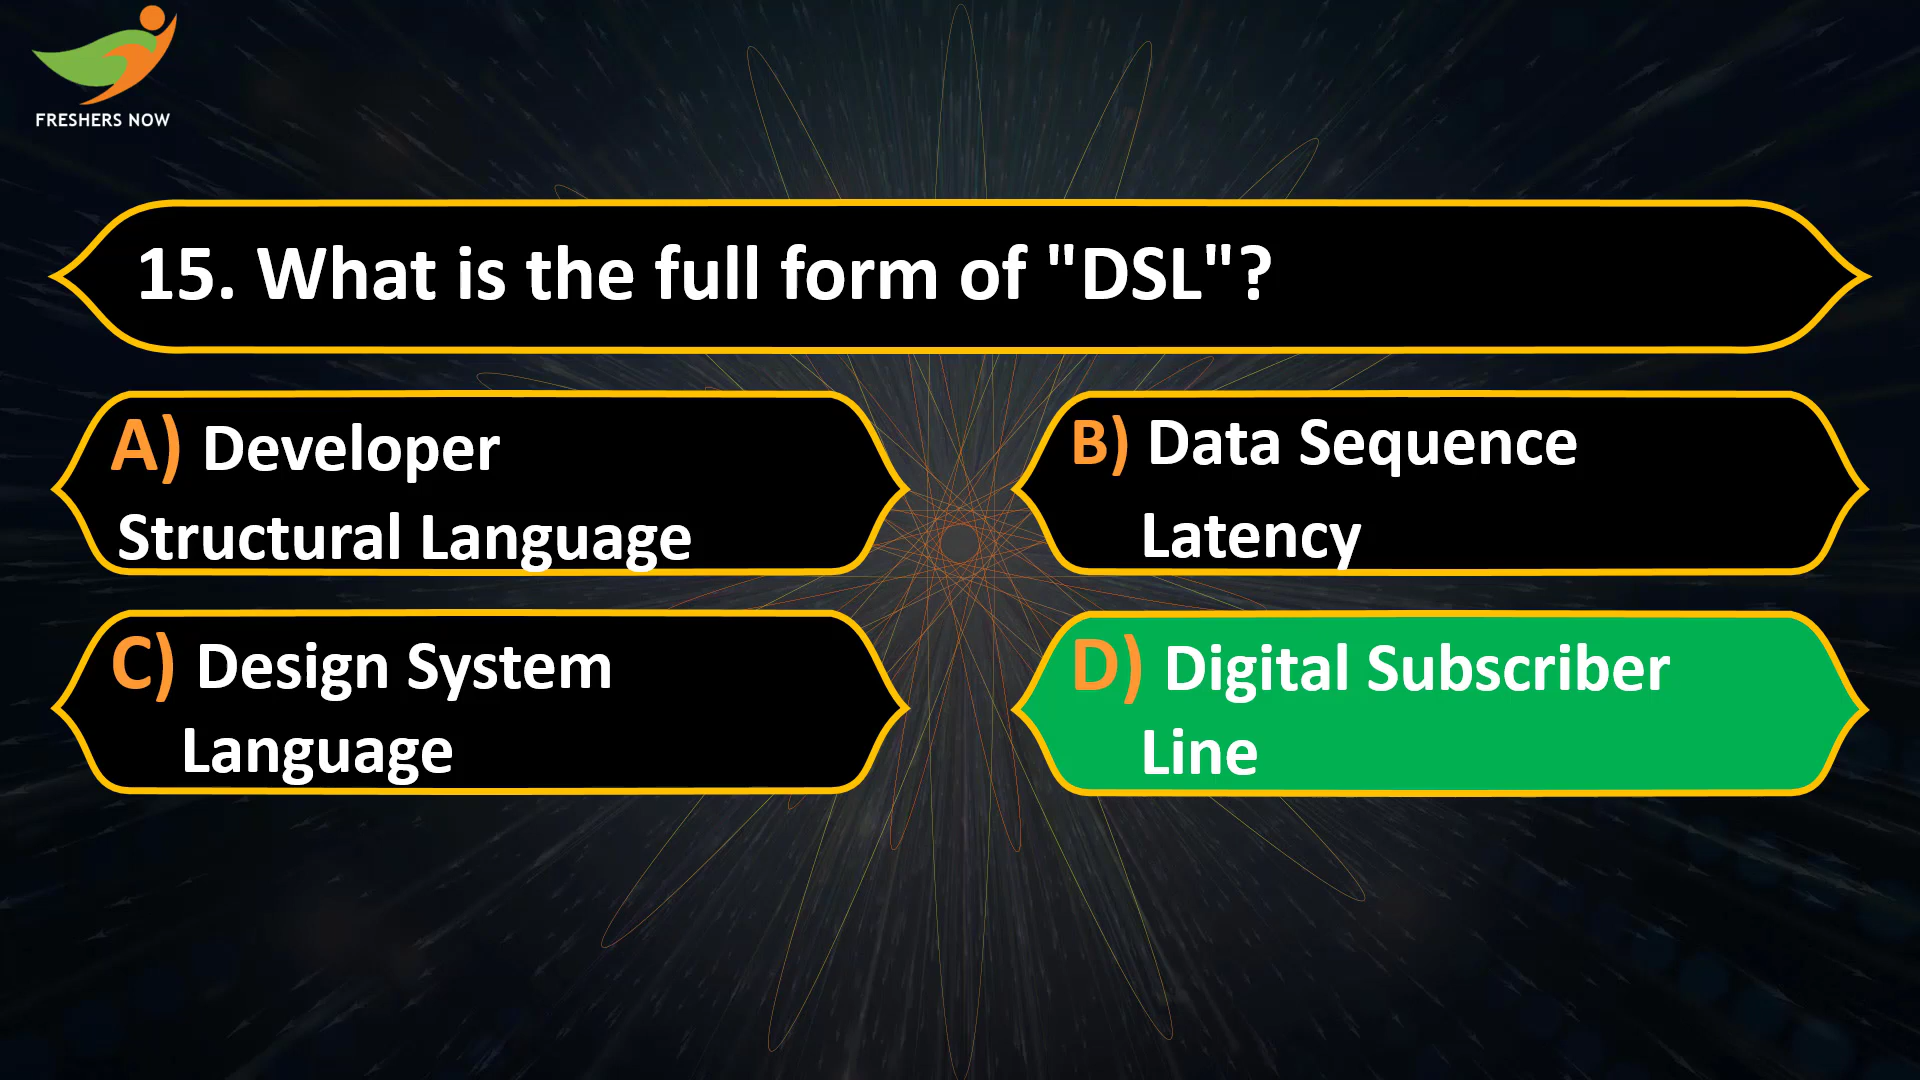 FRESHERS NOW
15. What is the full form of "DSL"?
A) Developer
Structural Language
B) Data Sequence
Latency
C) Design System
Language
D) Digital Subscriber
Line